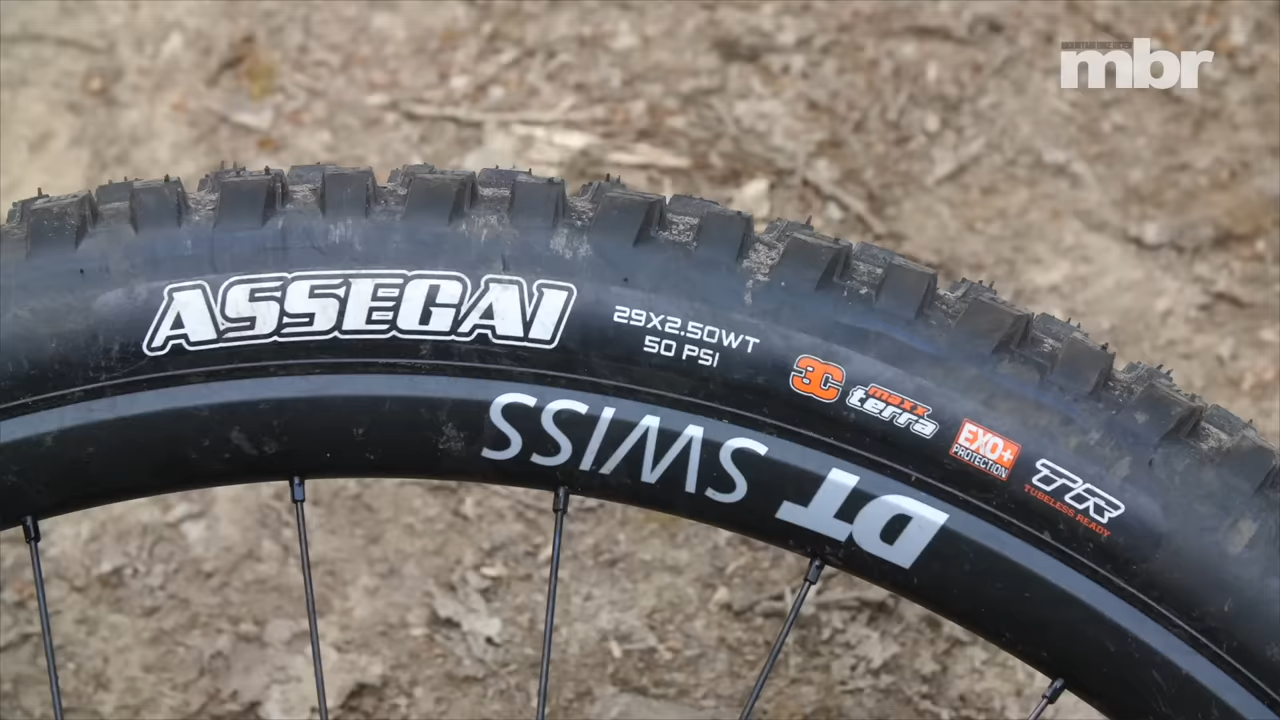 mbr
ASSEGAI
29X2.50WT
50 PSI
3C
maxx
terra
EXO+
PROTECTION
TR
TUBELESS READY
DT SWISS